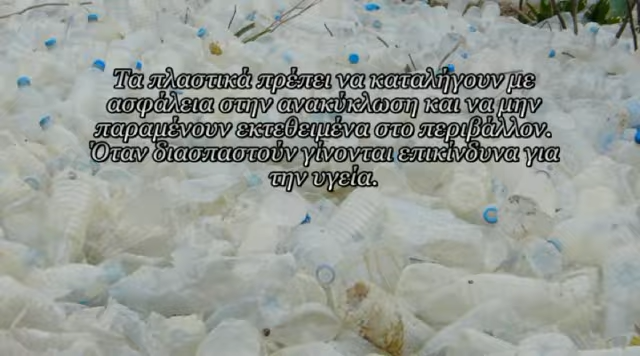 Τα πλαστικά πρέπει να καταλήγουν με
ασφάλεια στην ανακύκλωση και να μην
παραμένουν εκτεθειμένα στο περιβάλλον.
Όταν διασπαστούν γίνονται επικίνδυνα για
την υγεία.